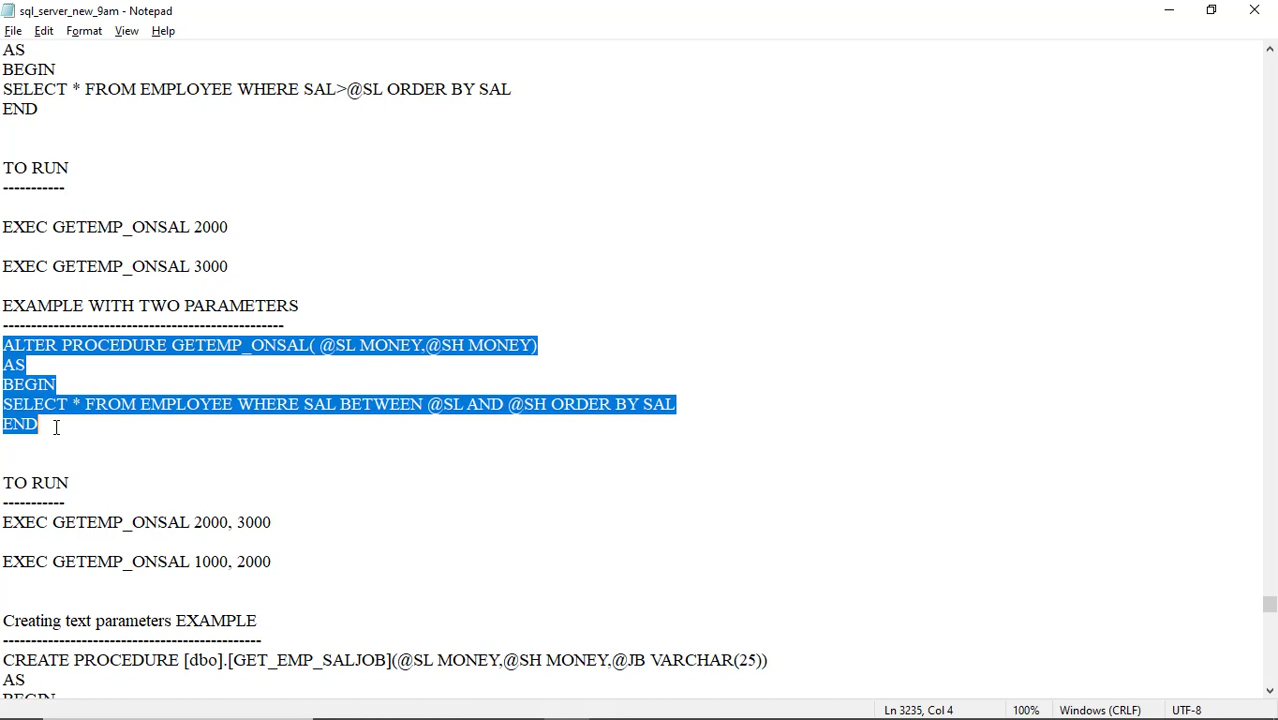 sql_server_new_9am - Notepad
File Edit Format View Help
AS
BEGIN
SELECT * FROM EMPLOYEE WHERE SAL>@SL ORDER BY SAL
END
TO RUN
-----------
EXEC GETEMP_ONSAL 2000
EXEC GETEMP_ONSAL 3000
EXAMPLE WITH TWO PARAMETERS
--------------------------------------------------
ALTER PROCEDURE GETEMP_ONSAL( @SL MONEY,@SH MONEY)
AS
BEGIN
SELECT * FROM EMPLOYEE WHERE SAL BETWEEN @SL AND @SH ORDER BY SAL
END
TO RUN
-----------
EXEC GETEMP_ONSAL 2000, 3000
EXEC GETEMP_ONSAL 1000, 2000
Creating text parameters EXAMPLE
----------------------------------------------
CREATE PROCEDURE [dbo].[GET_EMP_SALJOB](@SL MONEY,@SH MONEY,@JB VARCHAR(25))
AS
BEGIN
Ln 3235, Col 4 100% Windows (CRLF) UTF-8